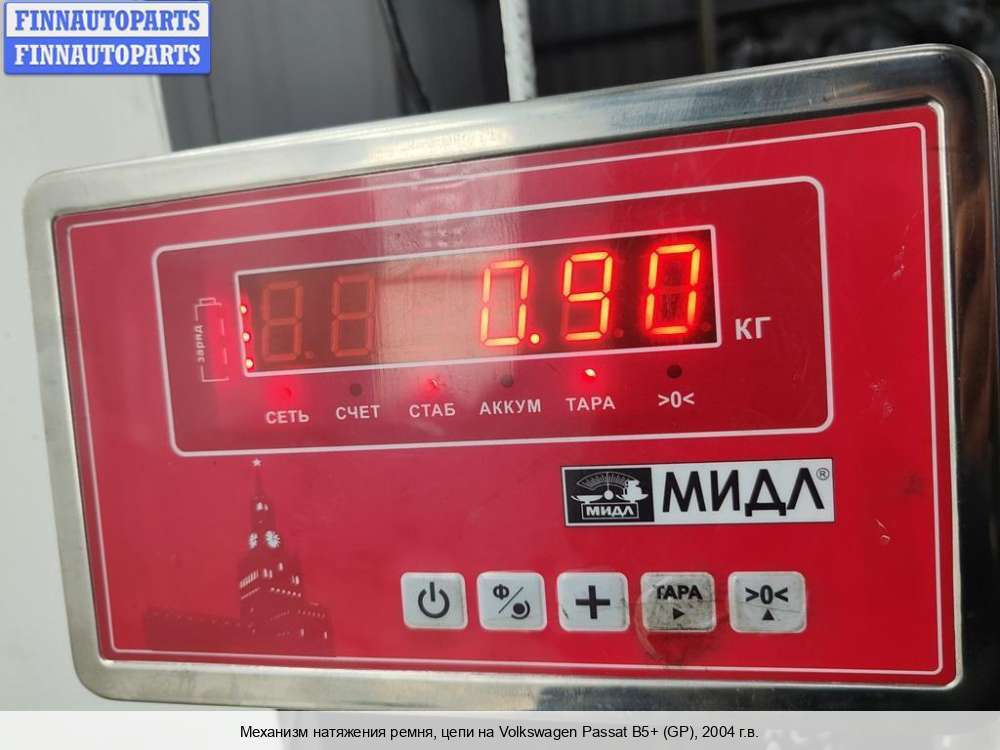 FINNAUTOPARTS
FINNAUTOPARTS
0.90
КГ
заряд
СЕТЬ СЧЕТ СТАБ АККУМ ТАРА >0<
МИДЛ МИДЛ®
Ф + ТАРА >0<
Механизм натяжения ремня, цепи на Volkswagen Passat B5+ (GP), 2004 г.в.